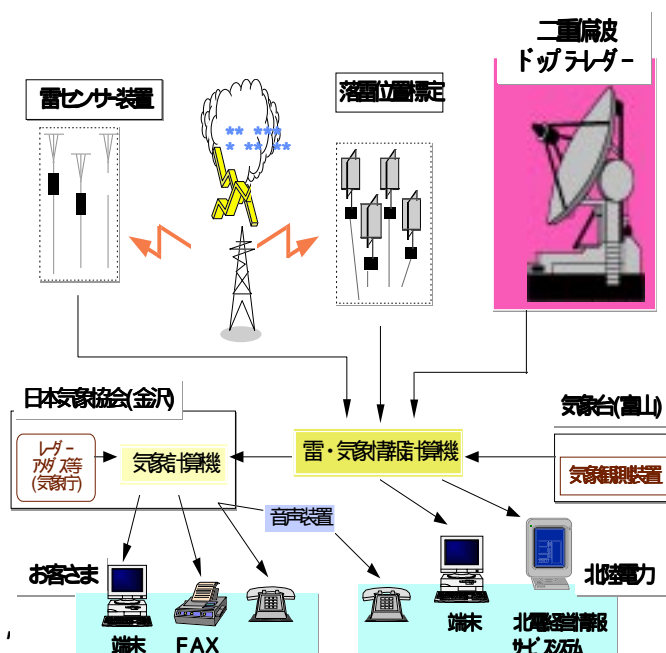 二重偏波
ドップラーレーダー
雷センサー装置
落雷位置標定
** ***
* ** **
日本気象協会(金沢)
気象台(富山)
レーダー
アメダス等
(気象庁)
気象計算機
雷・気象情報計算機
気象観測装置
音声装置
お客さま
北陸電力
端末
FAX
端末
北電経営情報
サービスシステム